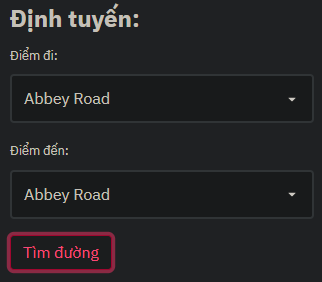 Định tuyến:
Điểm đi:
Abbey Road
Điểm đến:
Abbey Road
Tìm đường